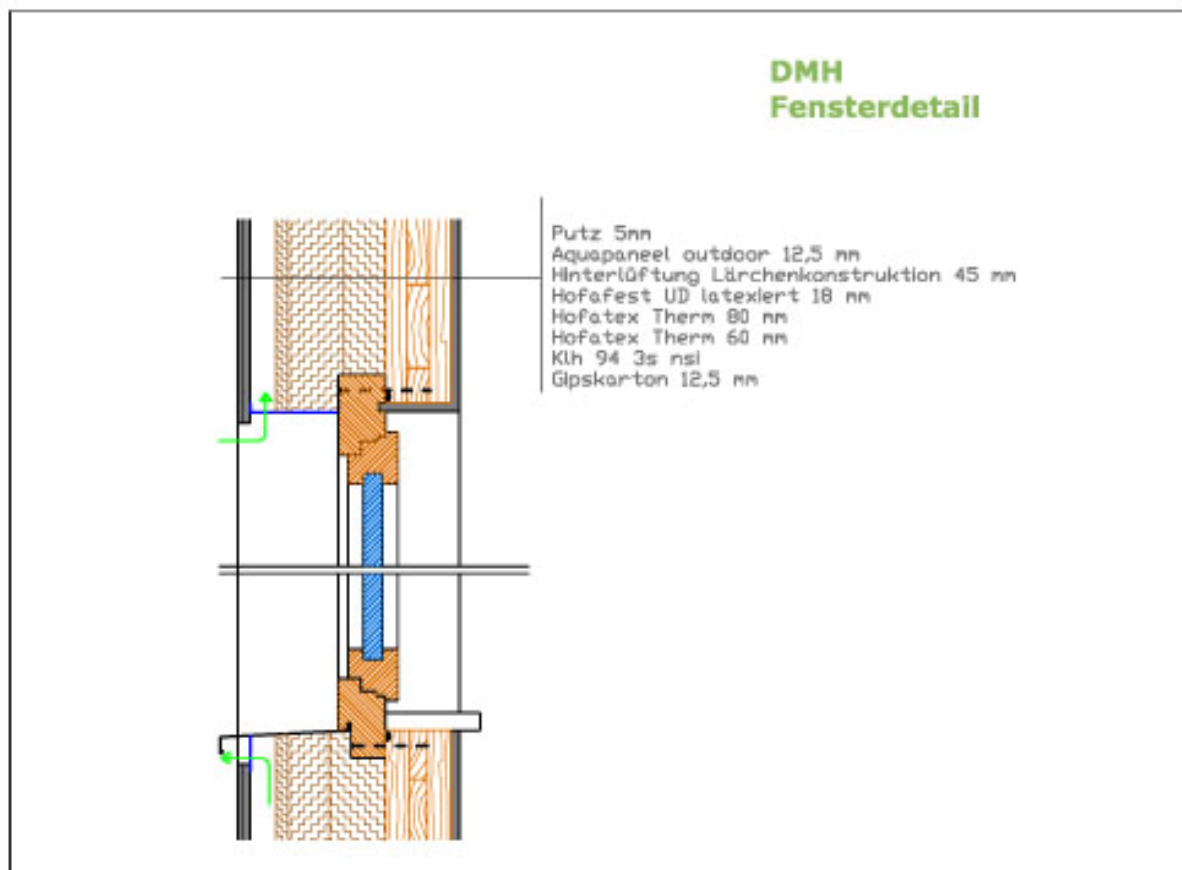 DMH
Fensterdetail
Putz 5mm
Aquapaneel outdoor 12,5 mm
Hinterlüftung Lärchenkonstruktion 45 mm
Hofafest UD latexiert 18 mm
Hofatex Therm 80 mm
Hofatex Therm 60 mm
Klh 94 3s nsi
Gipskarton 12,5 mm